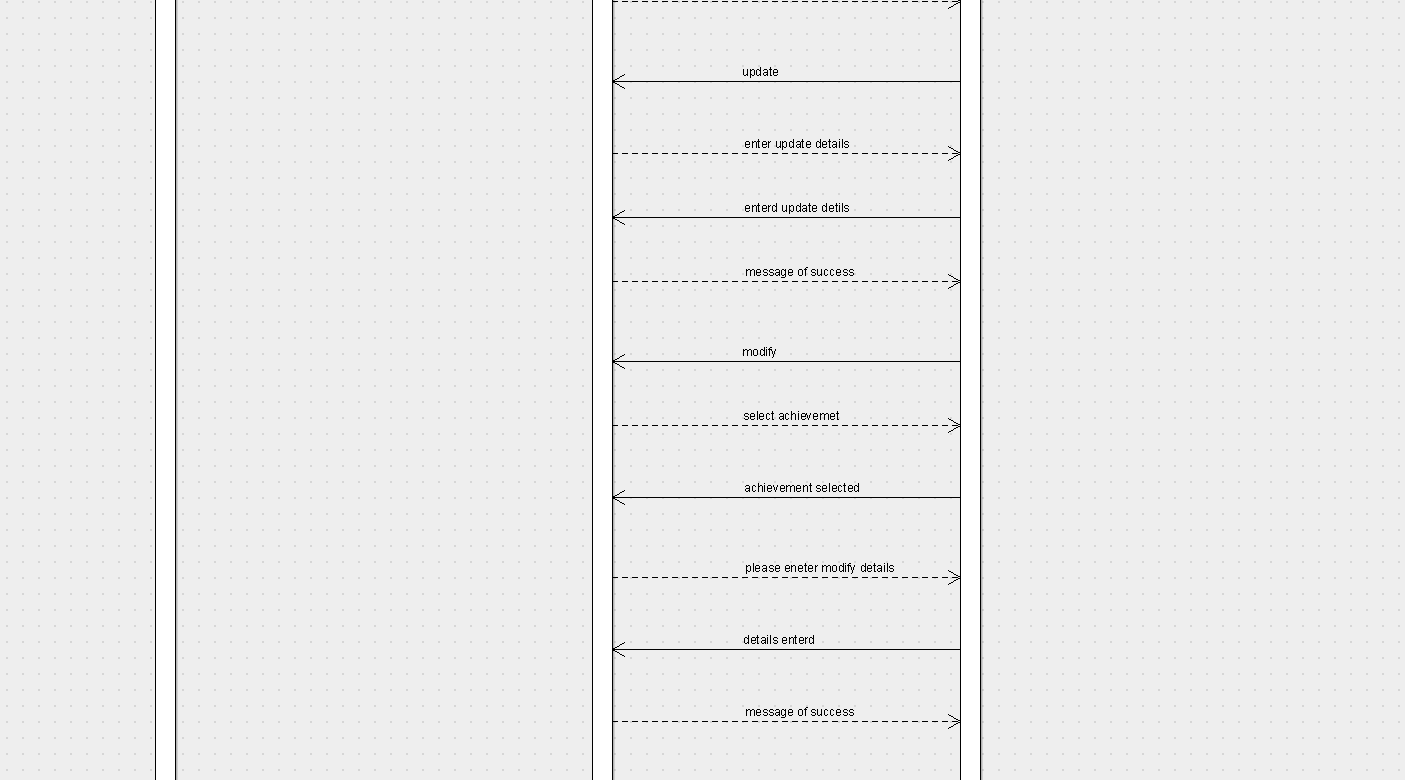 update
enter update details
enterd update detils
message of success
modify
select achievemet
achievement selected
please eneter modify details
details enterd
message of success